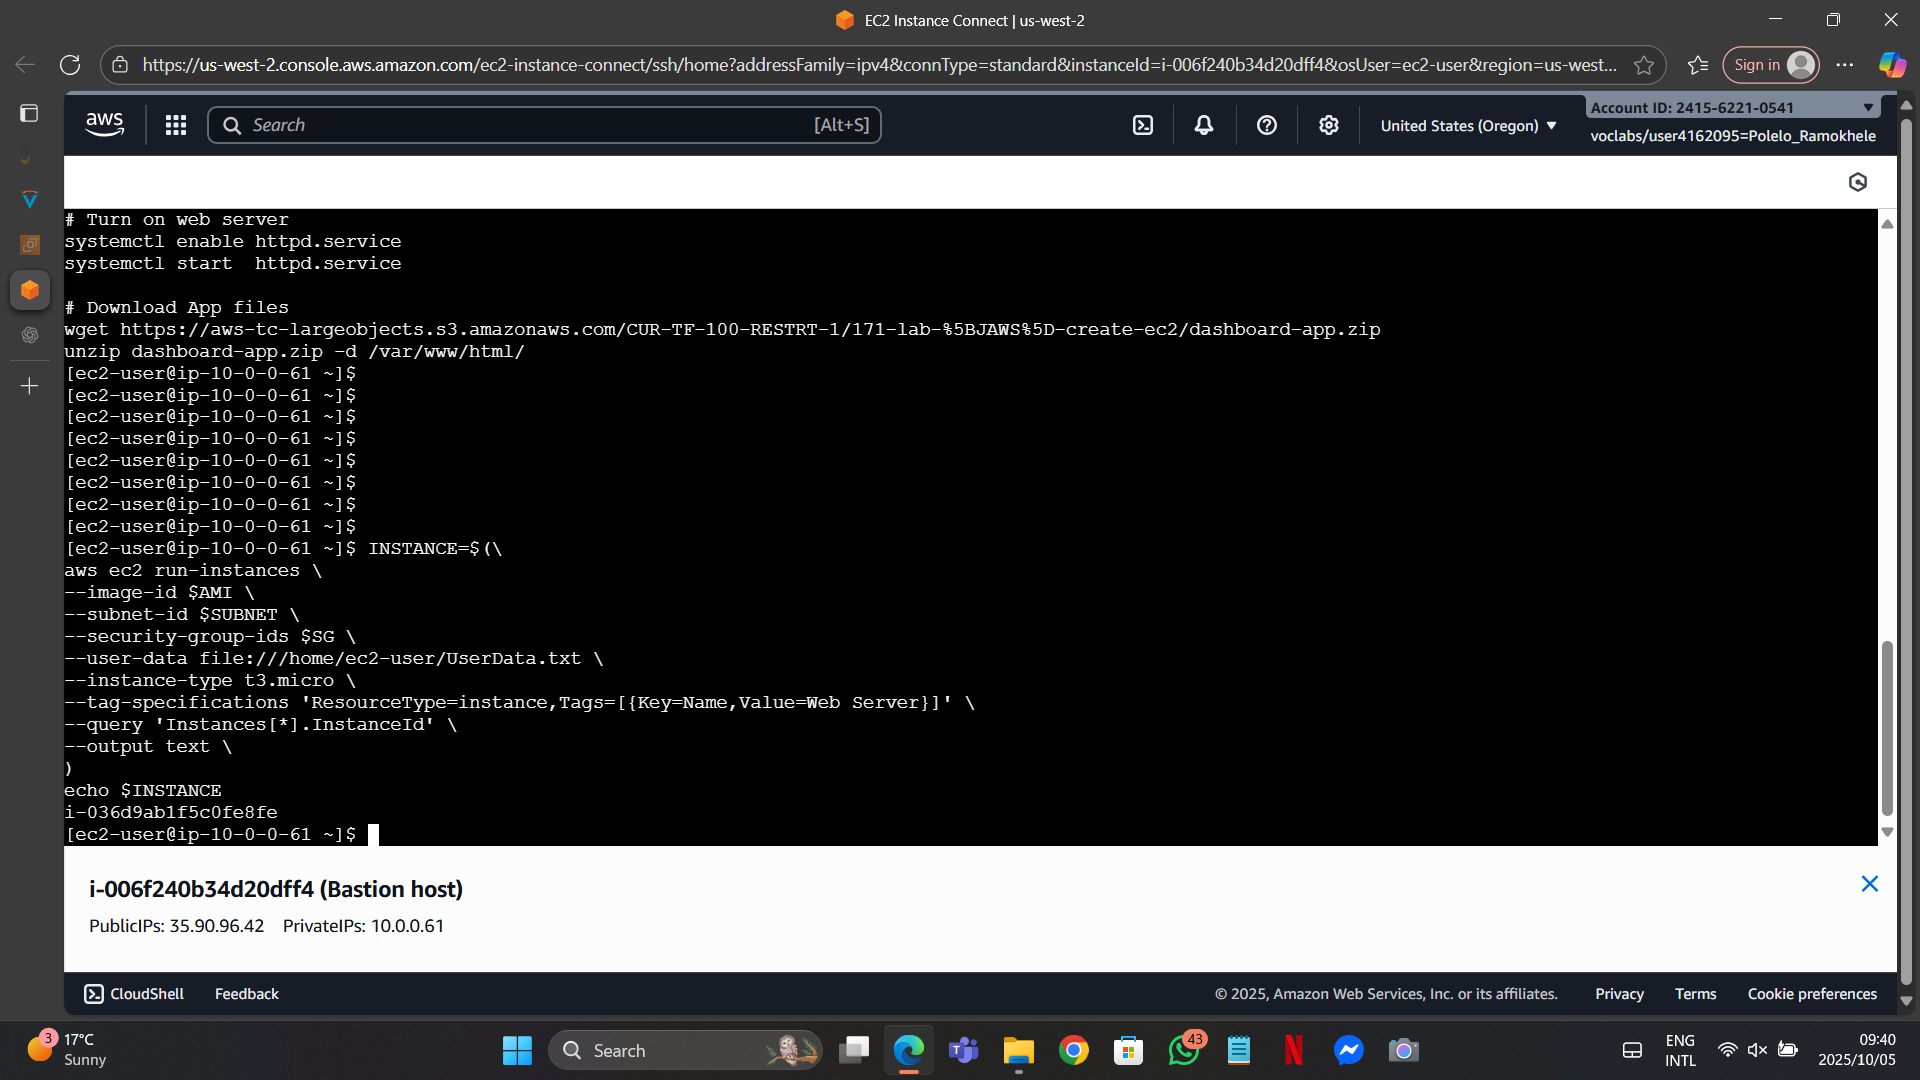 EC2 Instance Connect | us-west-2
https://us-west-2.console.aws.amazon.com/ec2-instance-connect/ssh/home?addressFamily=ipv4&connType=standard&instanceId=i-006f240b34d20dff4&osUser=ec2-user&region=us-west...
Sign in
aws
Search
[Alt+S]
United States (Oregon)
Account ID: 2415-6221-0541
voclabs/user4162095=Polelo_Ramokhele
# Turn on web server
systemctl enable httpd.service
systemctl start  httpd.service
# Download App files
wget https://aws-tc-largeobjects.s3.amazonaws.com/CUR-TF-100-RESTRT-1/171-lab-%5BJAWS%5D-create-ec2/dashboard-app.zip
unzip dashboard-app.zip -d /var/www/html/
[ec2-user@ip-10-0-0-61 ~]$
[ec2-user@ip-10-0-0-61 ~]$
[ec2-user@ip-10-0-0-61 ~]$
[ec2-user@ip-10-0-0-61 ~]$
[ec2-user@ip-10-0-0-61 ~]$
[ec2-user@ip-10-0-0-61 ~]$
[ec2-user@ip-10-0-0-61 ~]$
[ec2-user@ip-10-0-0-61 ~]$
[ec2-user@ip-10-0-0-61 ~]$ INSTANCE=$(\
aws ec2 run-instances \
--image-id $AMI \
--subnet-id $SUBNET \
--security-group-ids $SG \
--user-data file:///home/ec2-user/UserData.txt \
--instance-type t3.micro \
--tag-specifications 'ResourceType=instance,Tags=[{Key=Name,Value=Web Server}]' \
--query 'Instances[*].InstanceId' \
--output text \
)
echo $INSTANCE
i-036d9ab1f5c0fe8fe
[ec2-user@ip-10-0-0-61 ~]$
i-006f240b34d20dff4 (Bastion host)
PublicIPs: 35.90.96.42    PrivateIPs: 10.0.0.61
CloudShell
Feedback
© 2025, Amazon Web Services, Inc. or its affiliates.
Privacy
Terms
Cookie preferences
3
17°C
Sunny
Search
43
ENG
INTL
09:40
2025/10/05